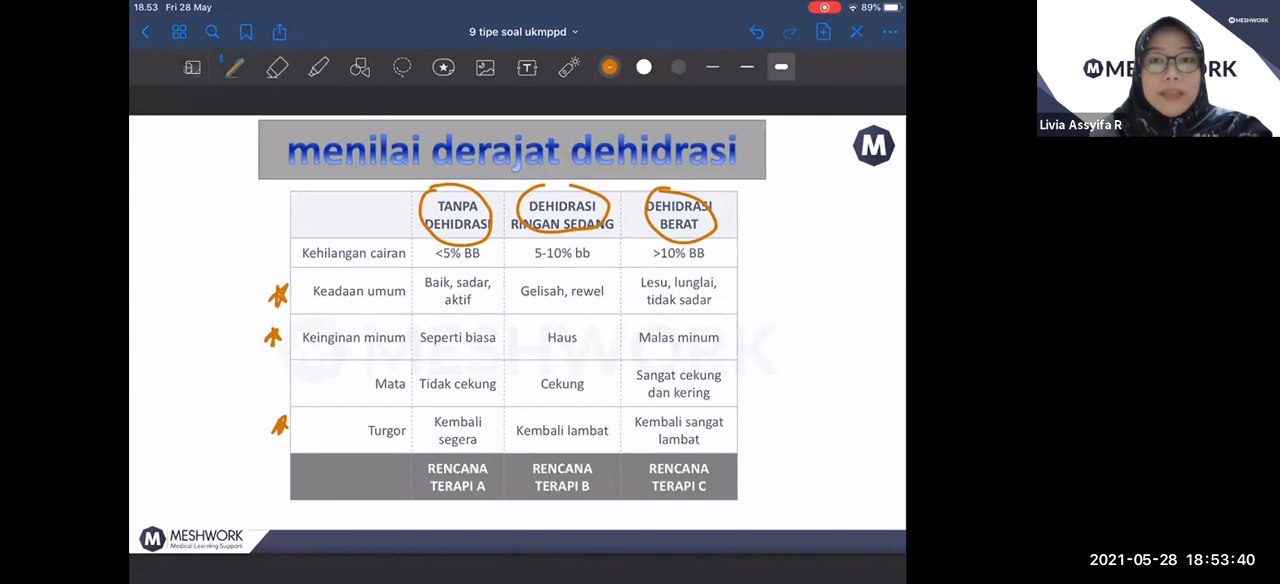 18.53 Fri 28 May
89%
9 tipe soal ukmppd
MESHWORK
MESHWORK
Livia Assyifa R
menilai derajat dehidrasi
M
TANPA DEHIDRASI
DEHIDRASI RINGAN SEDANG
DEHIDRASI BERAT
Kehilangan cairan
<5% BB
5-10% bb
>10% BB
Keadaan umum
Baik, sadar,
aktif
Gelisah, rewel
Lesu, lunglai,
tidak sadar
Keinginan minum
Seperti biasa
Haus
Malas minum
Mata
Tidak cekung
Cekung
Sangat cekung
dan kering
Turgor
Kembali
segera
Kembali lambat
Kembali sangat
lambat
RENCANA
TERAPI A
RENCANA
TERAPI B
RENCANA
TERAPI C
MESHWORK
M MESHWORK
Medical Learning Support
2021-05-28 18:53:40